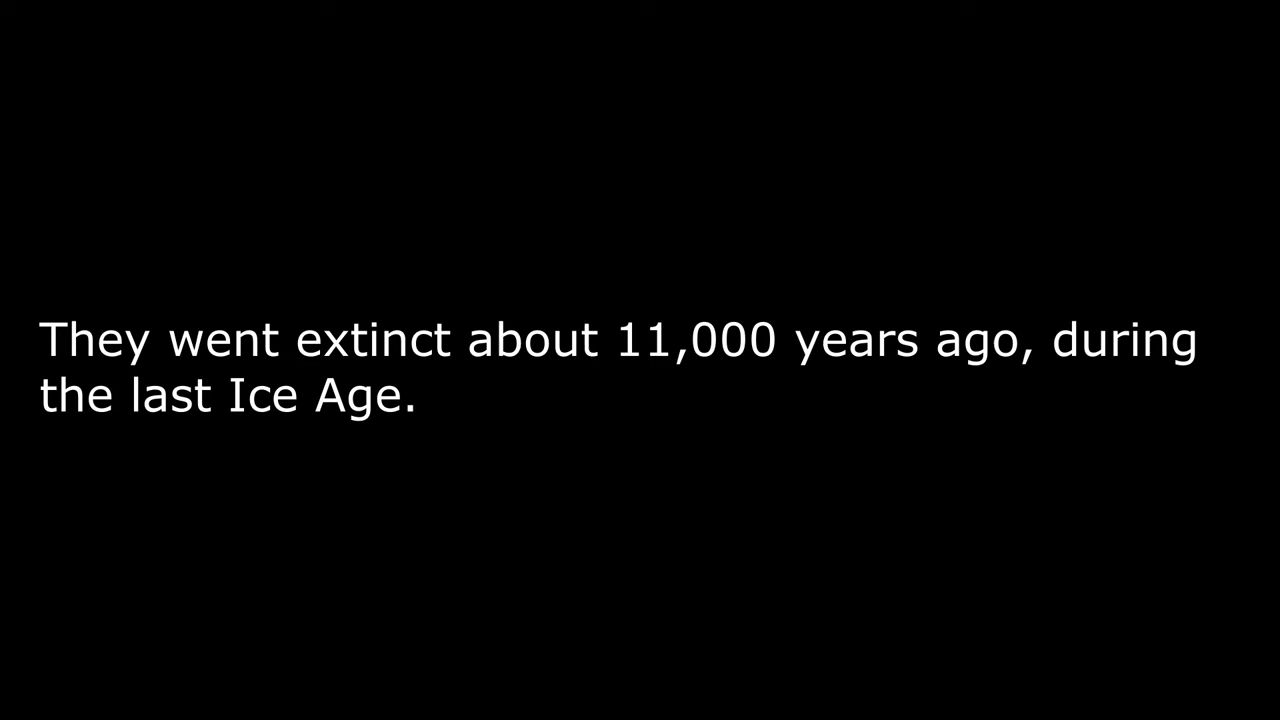 They went extinct about 11,000 years ago, during
the last Ice Age.